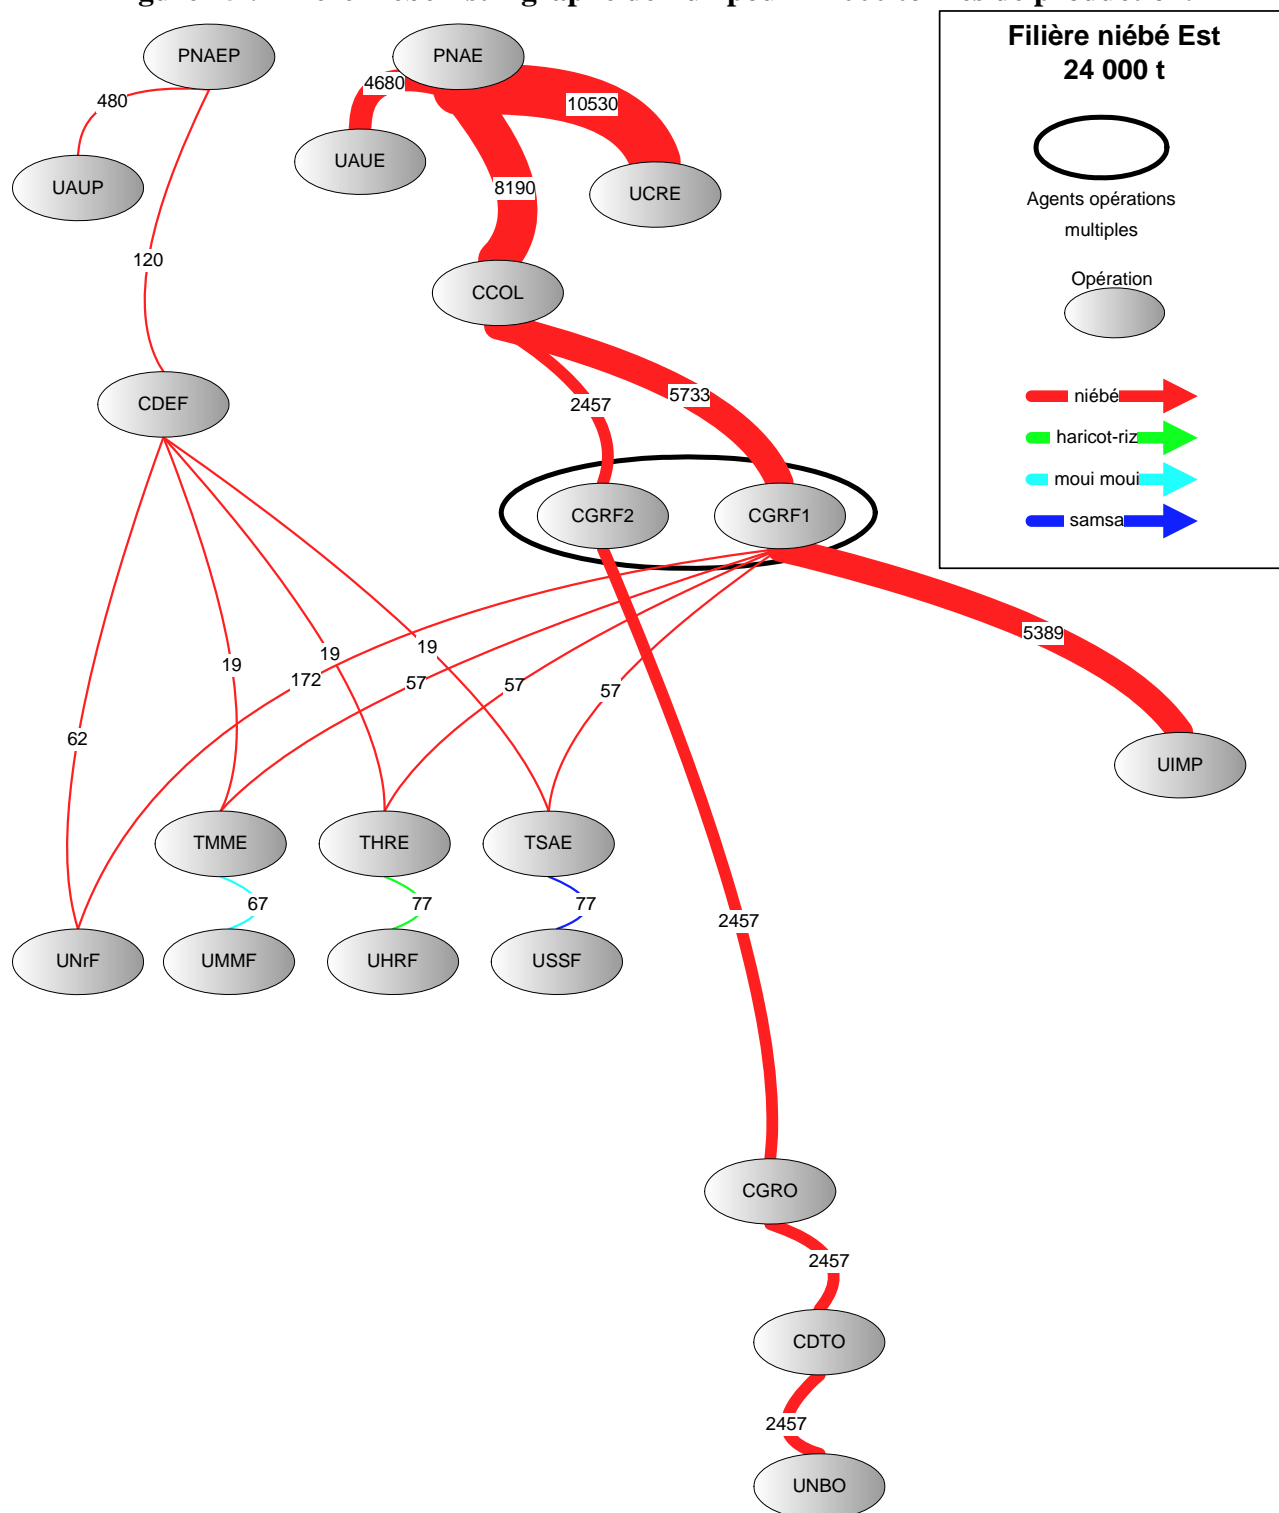 PNAEP
PNAE
Filière niébé Est
24 000 t
480
4680
10530
UAUP
UAUE
UCRE
8190
Agents opérations
multiples
120
CCOL
Opération
CDEF
2457
5733
niébé
haricot-riz
moui moui
samsa
CGRF2
CGRF1
5389
19
19
19
172
57
57
57
62
UIMP
TMME
THRE
TSAE
67
77
77
2457
UNrF
UMMF
UHRF
USSF
CGRO
2457
CDTO
2457
UNBO